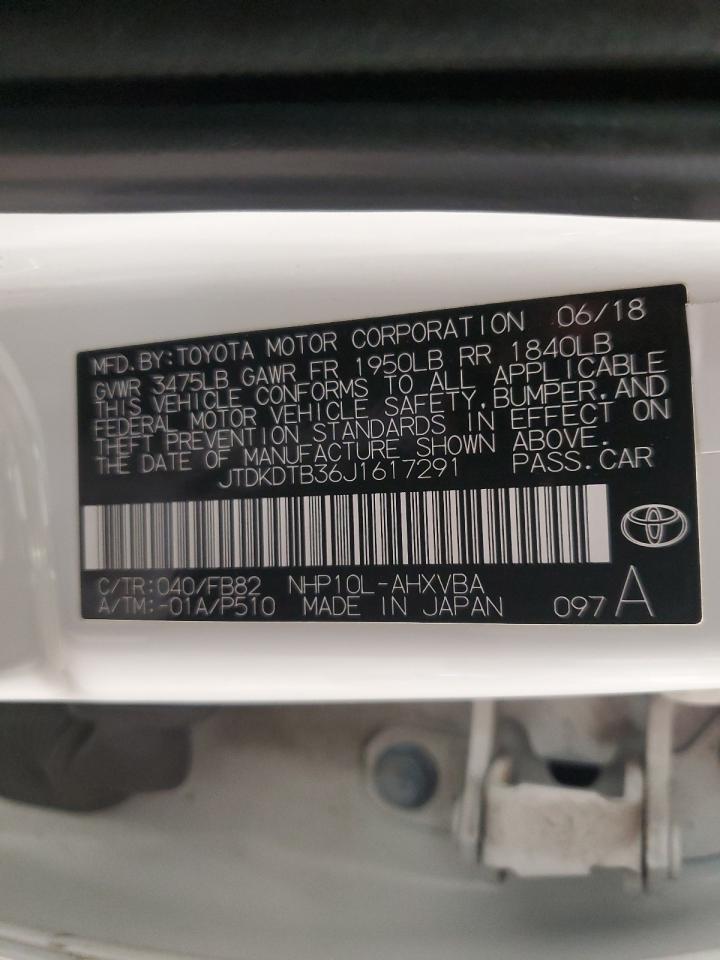 MFD.BY:TOYOTA MOTOR CORPORATION 06/18
GVWR 3475LB GAWR FR 1950LB RR 1840LB
THIS VEHICLE CONFORMS TO ALL APPLICABLE
FEDERAL MOTOR VEHICLE SAFETY,BUMPER,AND
THEFT PREVENTION STANDARDS IN EFFECT ON
THE DATE OF MANUFACTURE SHOWN ABOVE.
JTDKDTB36J1617291 PASS.CAR
C/TR:040/FB82 NHP10L-AHXVBA
A/TM:-01A/P510 MADE IN JAPAN 097 A